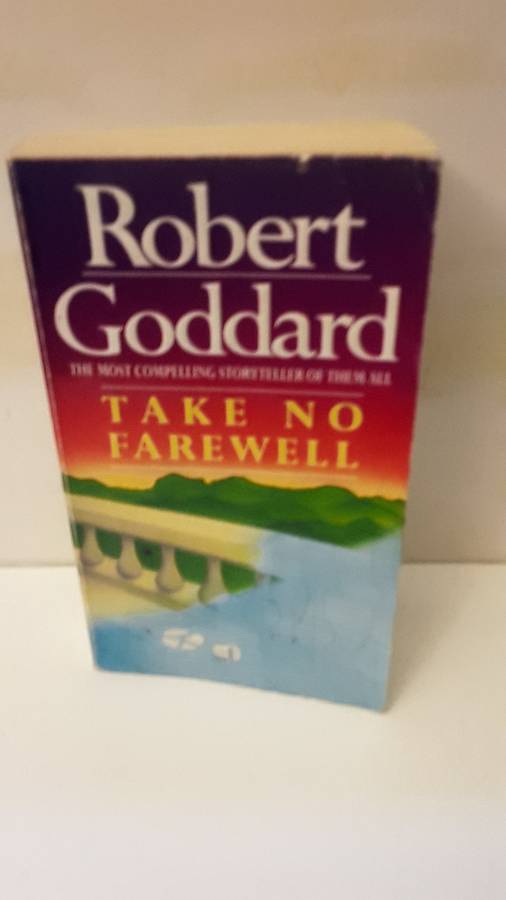 Robert
Goddard
THE MOST COMPELLING STORYTELLER OF THEM ALL
TAKE NO
FAREWELL